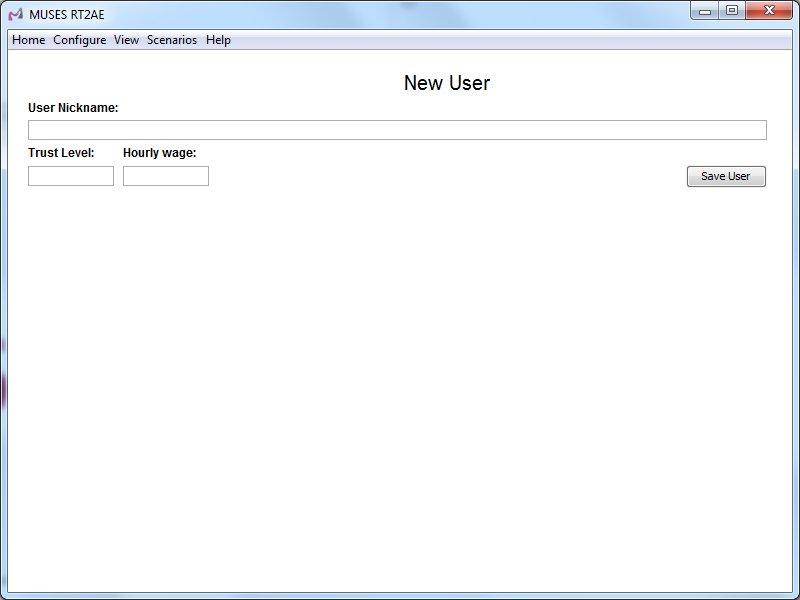 MUSES RT2AE
Home Configure View Scenarios Help
New User
User Nickname:
Trust Level: Hourly wage:
Save User